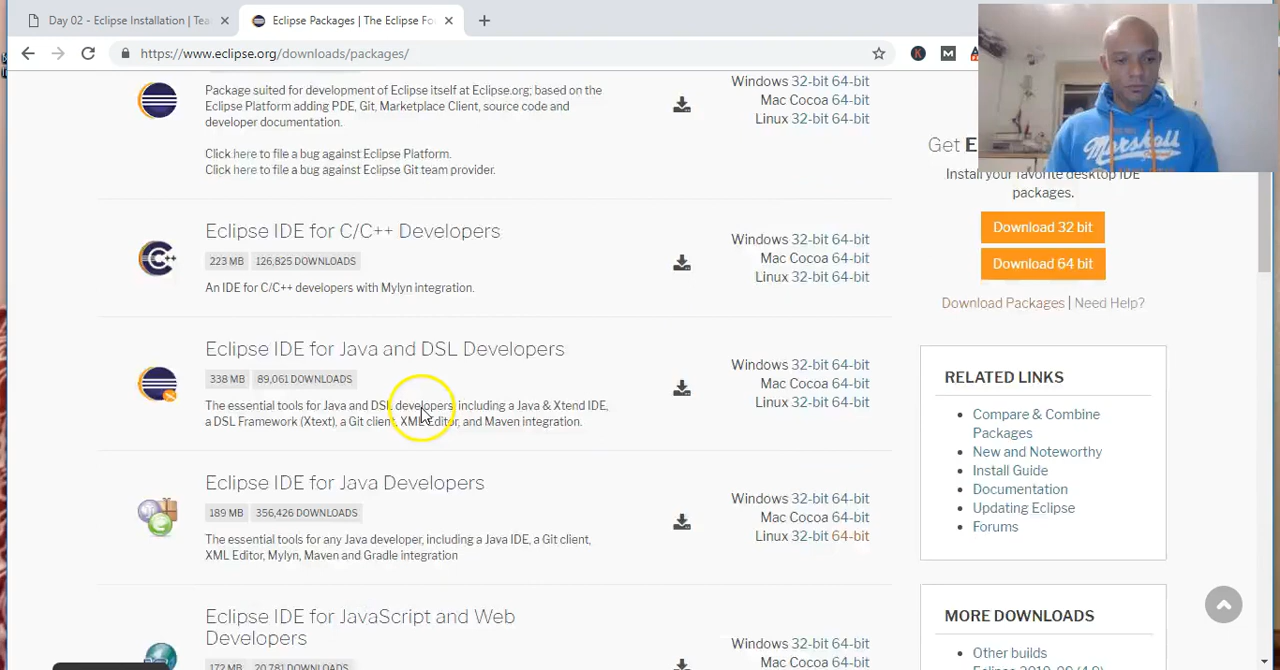 Day 02 - Eclipse Installation | Tea
Eclipse Packages | The Eclipse Fo
https://www.eclipse.org/downloads/packages/
K
M
Package suited for development of Eclipse itself at Eclipse.org; based on the
Eclipse Platform adding PDE, Git, Marketplace Client, source code and
developer documentation.
Click here to file a bug against Eclipse Platform.
Click here to file a bug against Eclipse Git team provider.
Windows 32-bit 64-bit
Mac Cocoa 64-bit
Linux 32-bit 64-bit
C++
Eclipse IDE for C/C++ Developers
223 MB 126,825 DOWNLOADS
An IDE for C/C++ developers with Mylyn integration.
Windows 32-bit 64-bit
Mac Cocoa 64-bit
Linux 32-bit 64-bit
Eclipse IDE for Java and DSL Developers
338 MB 89,061 DOWNLOADS
The essential tools for Java and DSL developers, including a Java & Xtend IDE,
a DSL Framework (Xtext), a Git client, XML Editor, and Maven integration.
Windows 32-bit 64-bit
Mac Cocoa 64-bit
Linux 32-bit 64-bit
Eclipse IDE for Java Developers
189 MB 356,426 DOWNLOADS
The essential tools for any Java developer, including a Java IDE, a Git client,
XML Editor, Mylyn, Maven and Gradle integration
Windows 32-bit 64-bit
Mac Cocoa 64-bit
Linux 32-bit 64-bit
Eclipse IDE for JavaScript and Web
Developers
172 MB 20,781 DOWNLOADS
Windows 32-bit 64-bit
Mac Cocoa 64-bit
Marshall
Get E
Install your favorite desktop IDE
packages.
Download 32 bit
Download 64 bit
Download Packages | Need Help?
RELATED LINKS
Compare & Combine
Packages
New and Noteworthy
Install Guide
Documentation
Updating Eclipse
Forums
MORE DOWNLOADS
Other builds
Eclipse 2018-09 (4.9)